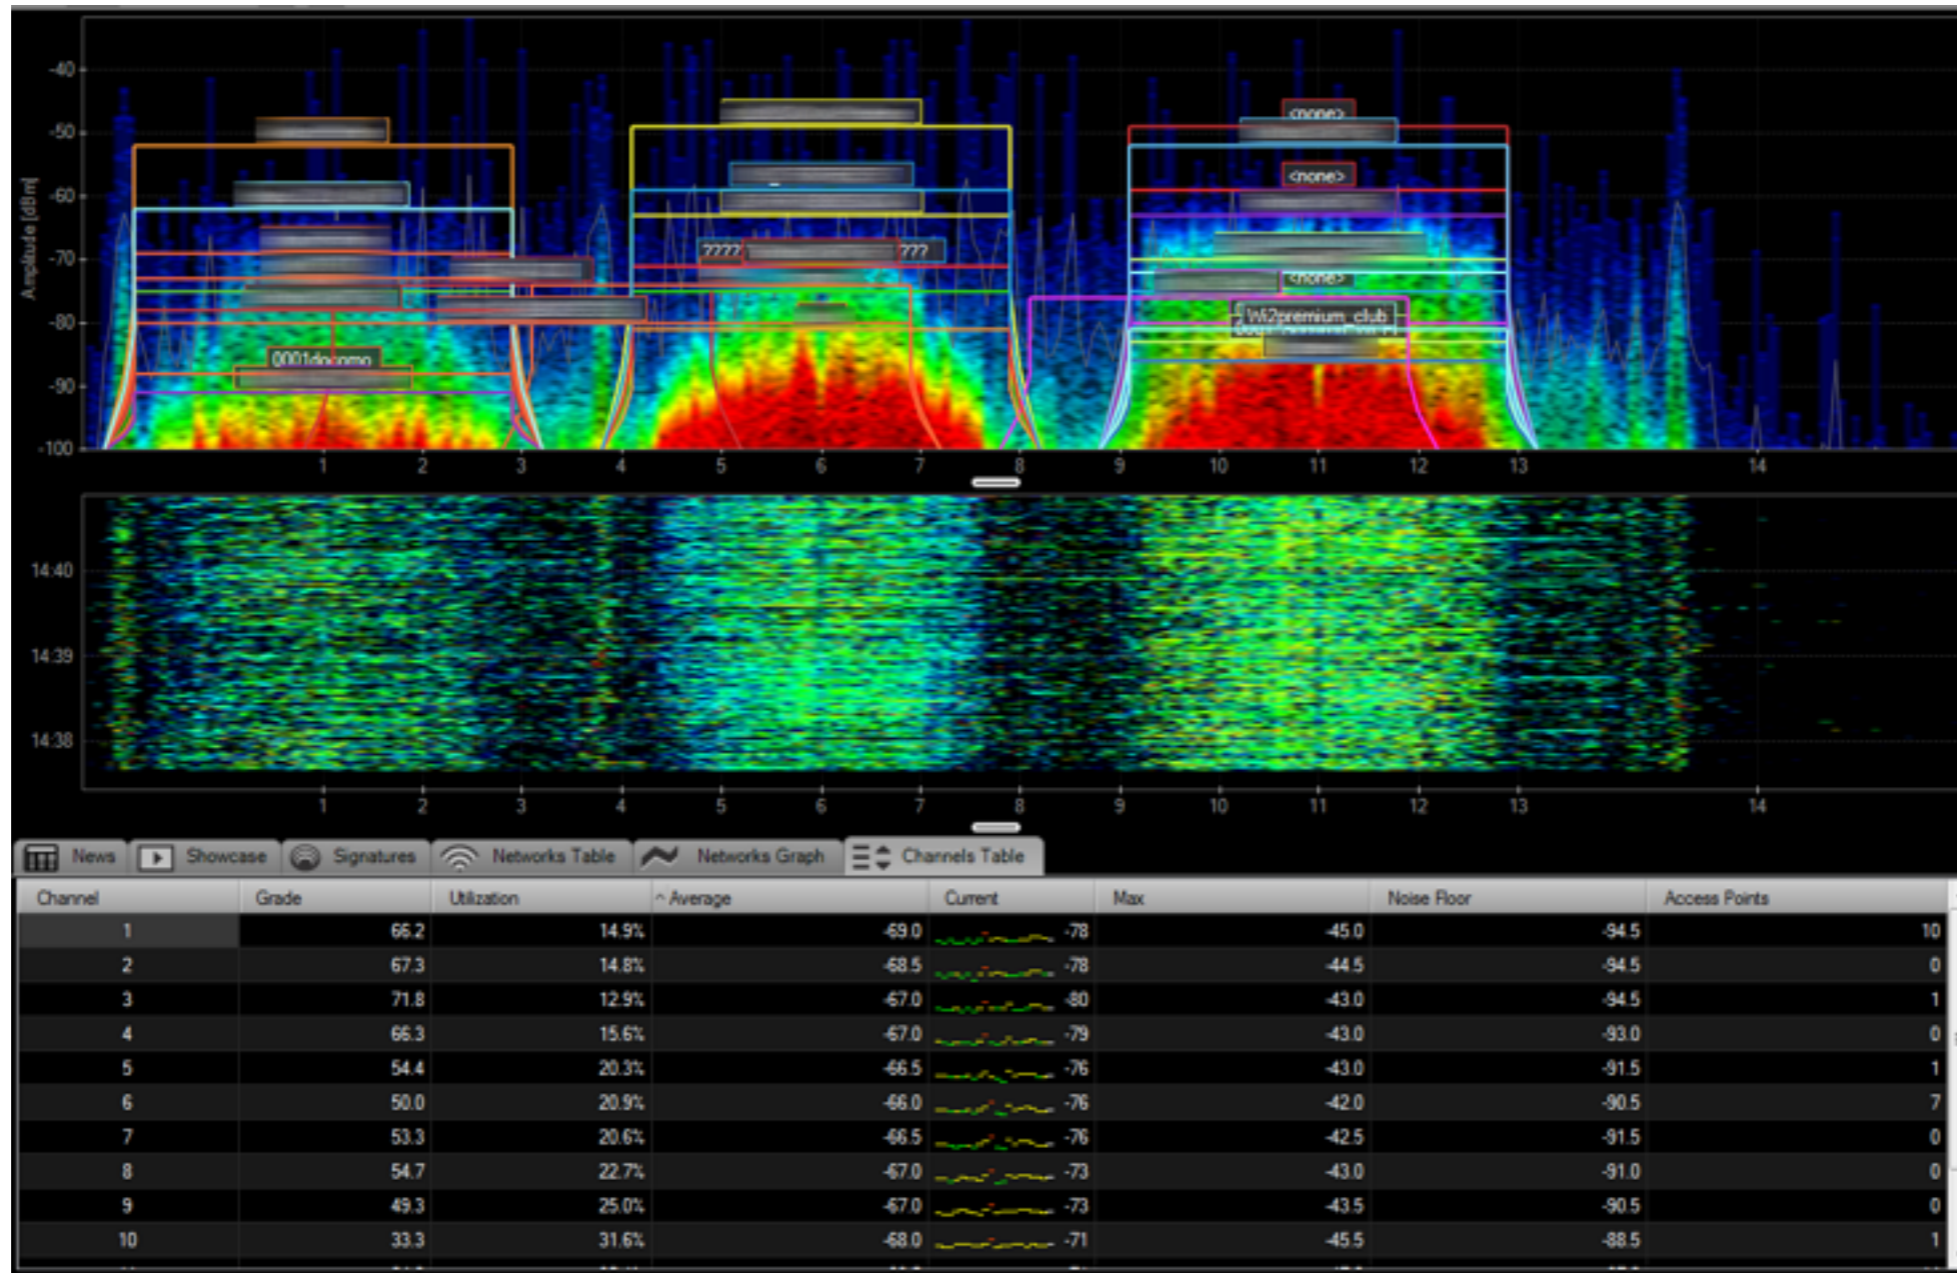 Amplitude [dBm]
-40
-50
-60
-70
-80
-90
-100
<none>
<none>
???? ???
<none>
Wi2premium_club
0001docomo
1 2 3 4 5 6 7 8 9 10 11 12 13 14
14:40
14:39
14:38
1 2 3 4 5 6 7 8 9 10 11 12 13 14
News Showcase Signatures Networks Table Networks Graph Channels Table
Channel Grade Utilization Average Current Max Noise Floor Access Points
1 66.2 14.9% -69.0 -78 -45.0 -94.5 10
2 67.3 14.8% -68.5 -78 -44.5 -94.5 0
3 71.8 12.9% -67.0 -80 -43.0 -94.5 1
4 66.3 15.6% -67.0 -79 -43.0 -93.0 0
5 54.4 20.3% -66.5 -76 -43.0 -91.5 1
6 50.0 20.9% -66.0 -76 -42.0 -90.5 7
7 53.3 20.6% -66.5 -76 -42.5 -91.5 0
8 54.7 22.7% -67.0 -73 -43.0 -91.0 0
9 49.3 25.0% -67.0 -73 -43.5 -90.5 0
10 33.3 31.6% -68.0 -71 -45.5 -88.5 1